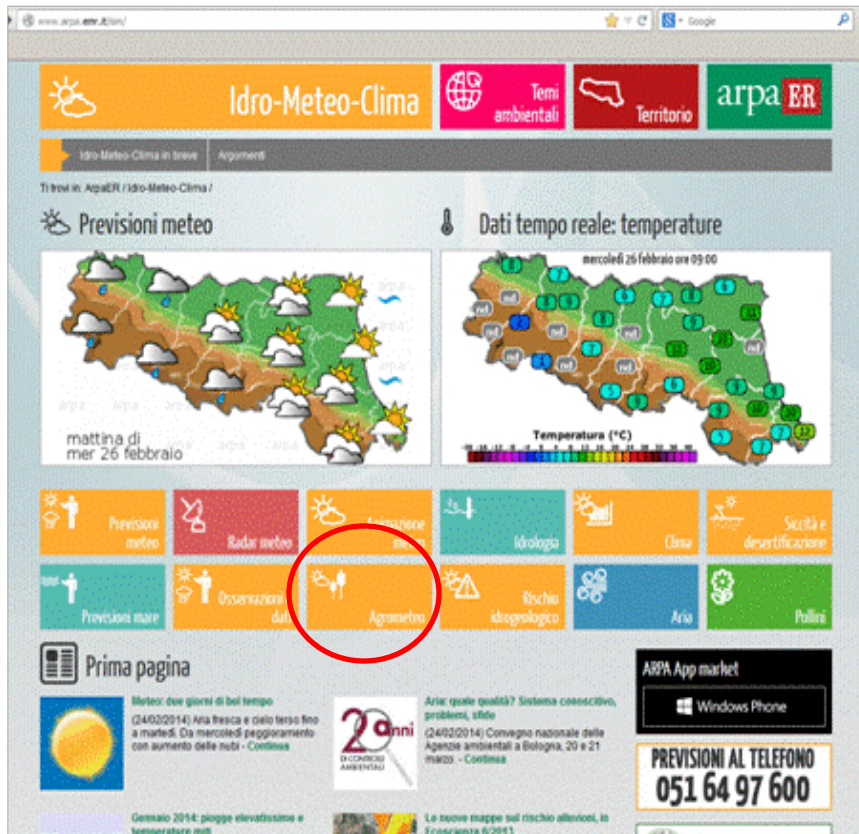 www.arpa.emr.it/sim/
Google
Idro-Meteo-Clima
Temi
ambientali
Territorio
arpa ER
Idro-Meteo-Clima in breve
Argomenti
Ti trovi in: ArpaER / Idro-Meteo-Clima /
Previsioni meteo
Dati tempo reale: temperature
mattina di
mer 26 febbraio
mercoledì 26 febbraio ore 09:00
Temperatura (°C)
Previsioni
meteo
Radar meteo
Animazione
meteo
Idrologia
Clima
Siccità e
desertificazione
Previsioni mare
Osservazioni
dati
Agrometeo
Rischio
idrogeologico
Aria
Pollini
Prima pagina
Meteo: due giorni di bel tempo
(24/02/2014) Aria fresca e cielo terso fino
a martedì. Da mercoledì peggioramento
con aumento delle nubi - Continua
20 anni
DI CONTROLLI
AMBIENTALI
Aria: quale qualità? Sistema conoscitivo,
problemi, sfide
(24/02/2014) Convegno nazionale delle
Agenzie ambientali a Bologna, 20 e 21
marzo. - Continua
ARPA App market
Windows Phone
PREVISIONI AL TELEFONO
051 64 97 600
Gennaio 2014: piogge elevatissime e
temperature miti
Le nuove mappe sul rischio alluvioni, in
Ecoscienza 6/2013